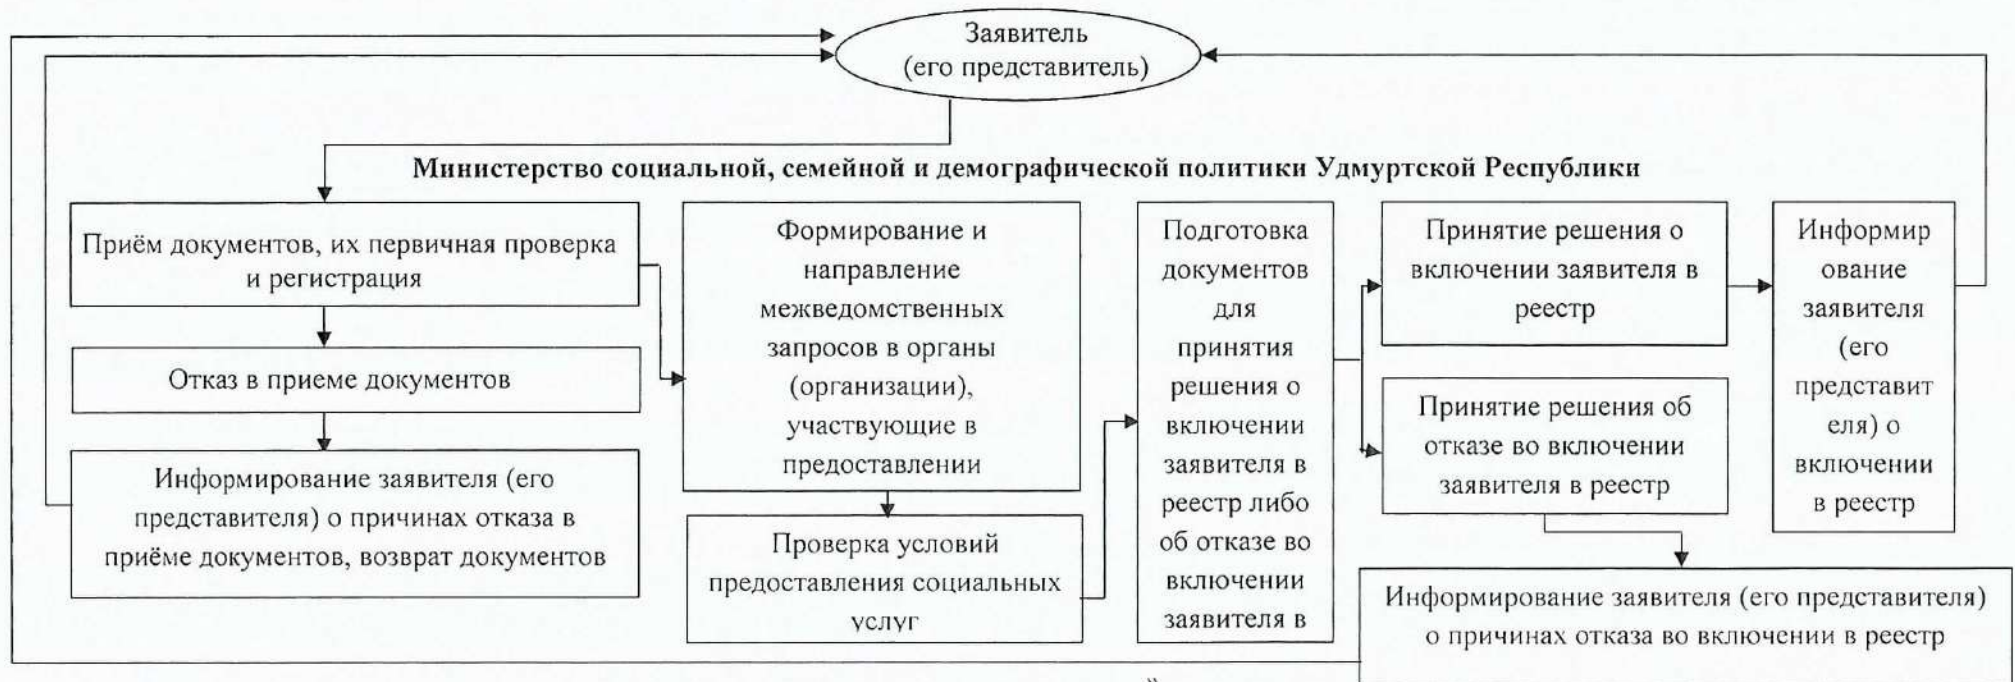 Заявитель
(его представитель)
Министерство социальной, семейной и демографической политики Удмуртской Республики
Приём документов, их первичная проверка
и регистрация
Отказ в приеме документов
Информирование заявителя (его
представителя) о причинах отказа в
приёме документов, возврат документов
Формирование и
направление
межведомственных
запросов в органы
(организации),
участвующие в
предоставлении
Проверка условий
предоставления социальных
услуг
Подготовка
документов
для
принятия
решения о
включении
заявителя в
реестр либо
об отказе во
включении
заявителя в
Принятие решения о
включении заявителя в
реестр
Принятие решения об
отказе во включении
заявителя в реестр
Информир
ование
заявителя
(его
представит
еля) о
включении
в реестр
Информирование заявителя (его представителя)
о причинах отказа во включении в реестр
»